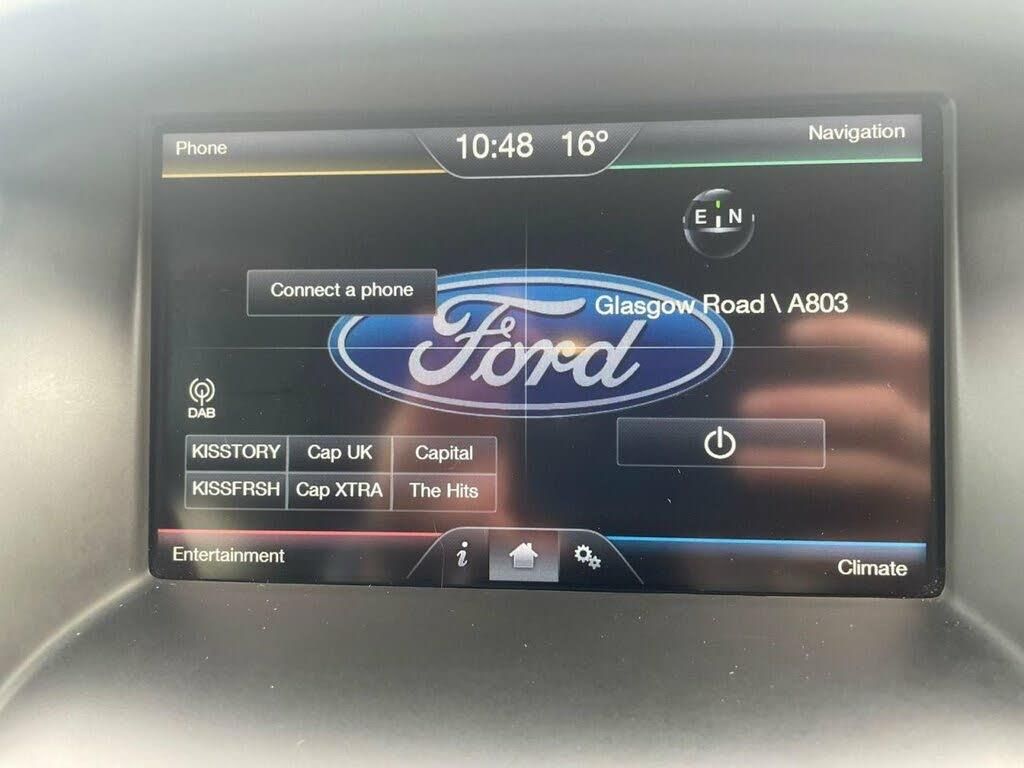 Phone
10:48 16°
Navigation
E N
Connect a phone
Ford
Glasgow Road \ A803
DAB
KISSTORY Cap UK Capital
KISSFRSH Cap XTRA The Hits
Entertainment
i
Climate